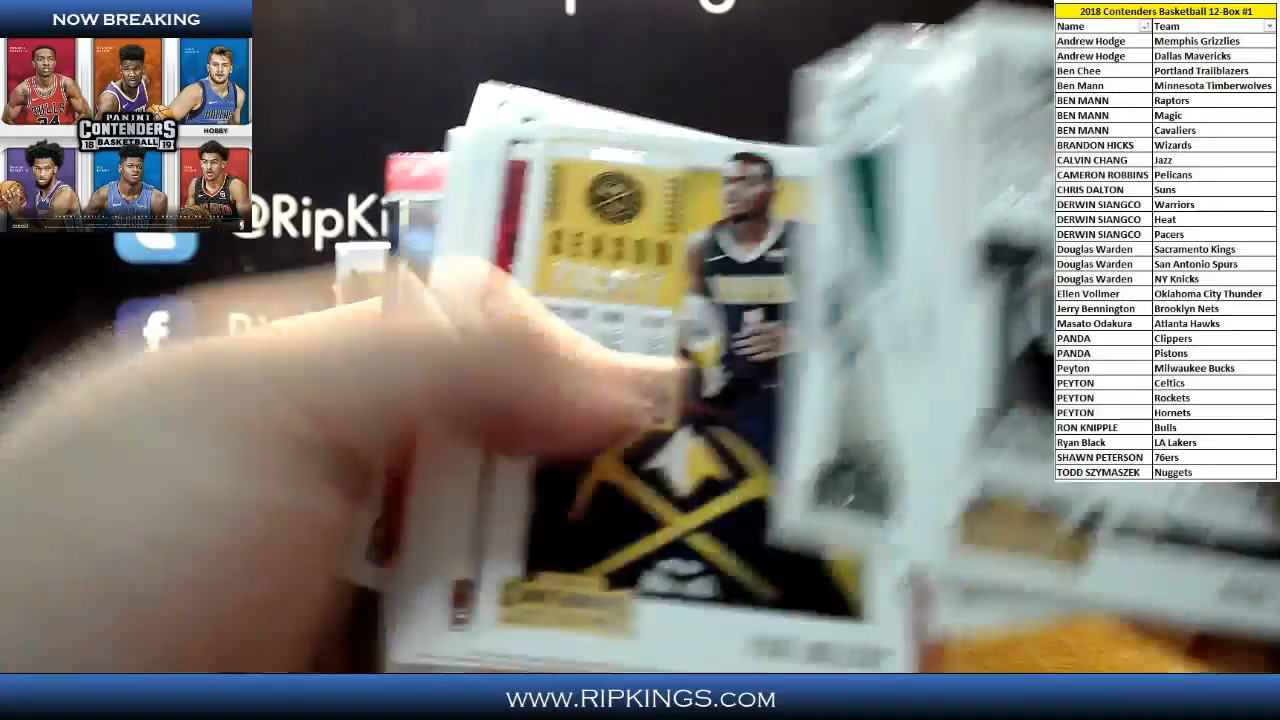 NOW BREAKING
PANINI
CONTENDERS
18 BASKETBALL 19
HOBBY
@RipKi
f
SEASON
TICKET
2018 Contenders Basketball 12-Box #1
Name Team
Andrew Hodge Memphis Grizzlies
Andrew Hodge Dallas Mavericks
Ben Chee Portland Trailblazers
Ben Mann Minnesota Timberwolves
BEN MANN Raptors
BEN MANN Magic
BEN MANN Cavaliers
BRANDON HICKS Wizards
CALVIN CHANG Jazz
CAMERON ROBBINS Pelicans
CHRIS DALTON Suns
DERWIN SIANGCO Warriors
DERWIN SIANGCO Heat
DERWIN SIANGCO Pacers
Douglas Warden Sacramento Kings
Douglas Warden San Antonio Spurs
Douglas Warden NY Knicks
Ellen Vollmer Oklahoma City Thunder
Jerry Bennington Brooklyn Nets
Masato Odakura Atlanta Hawks
PANDA Clippers
PANDA Pistons
Peyton Milwaukee Bucks
PEYTON Celtics
PEYTON Rockets
PEYTON Hornets
RON KNIPPLE Bulls
Ryan Black LA Lakers
SHAWN PETERSON 76ers
TODD SZYMASZEK Nuggets
WWW.RIPKINGS.COM